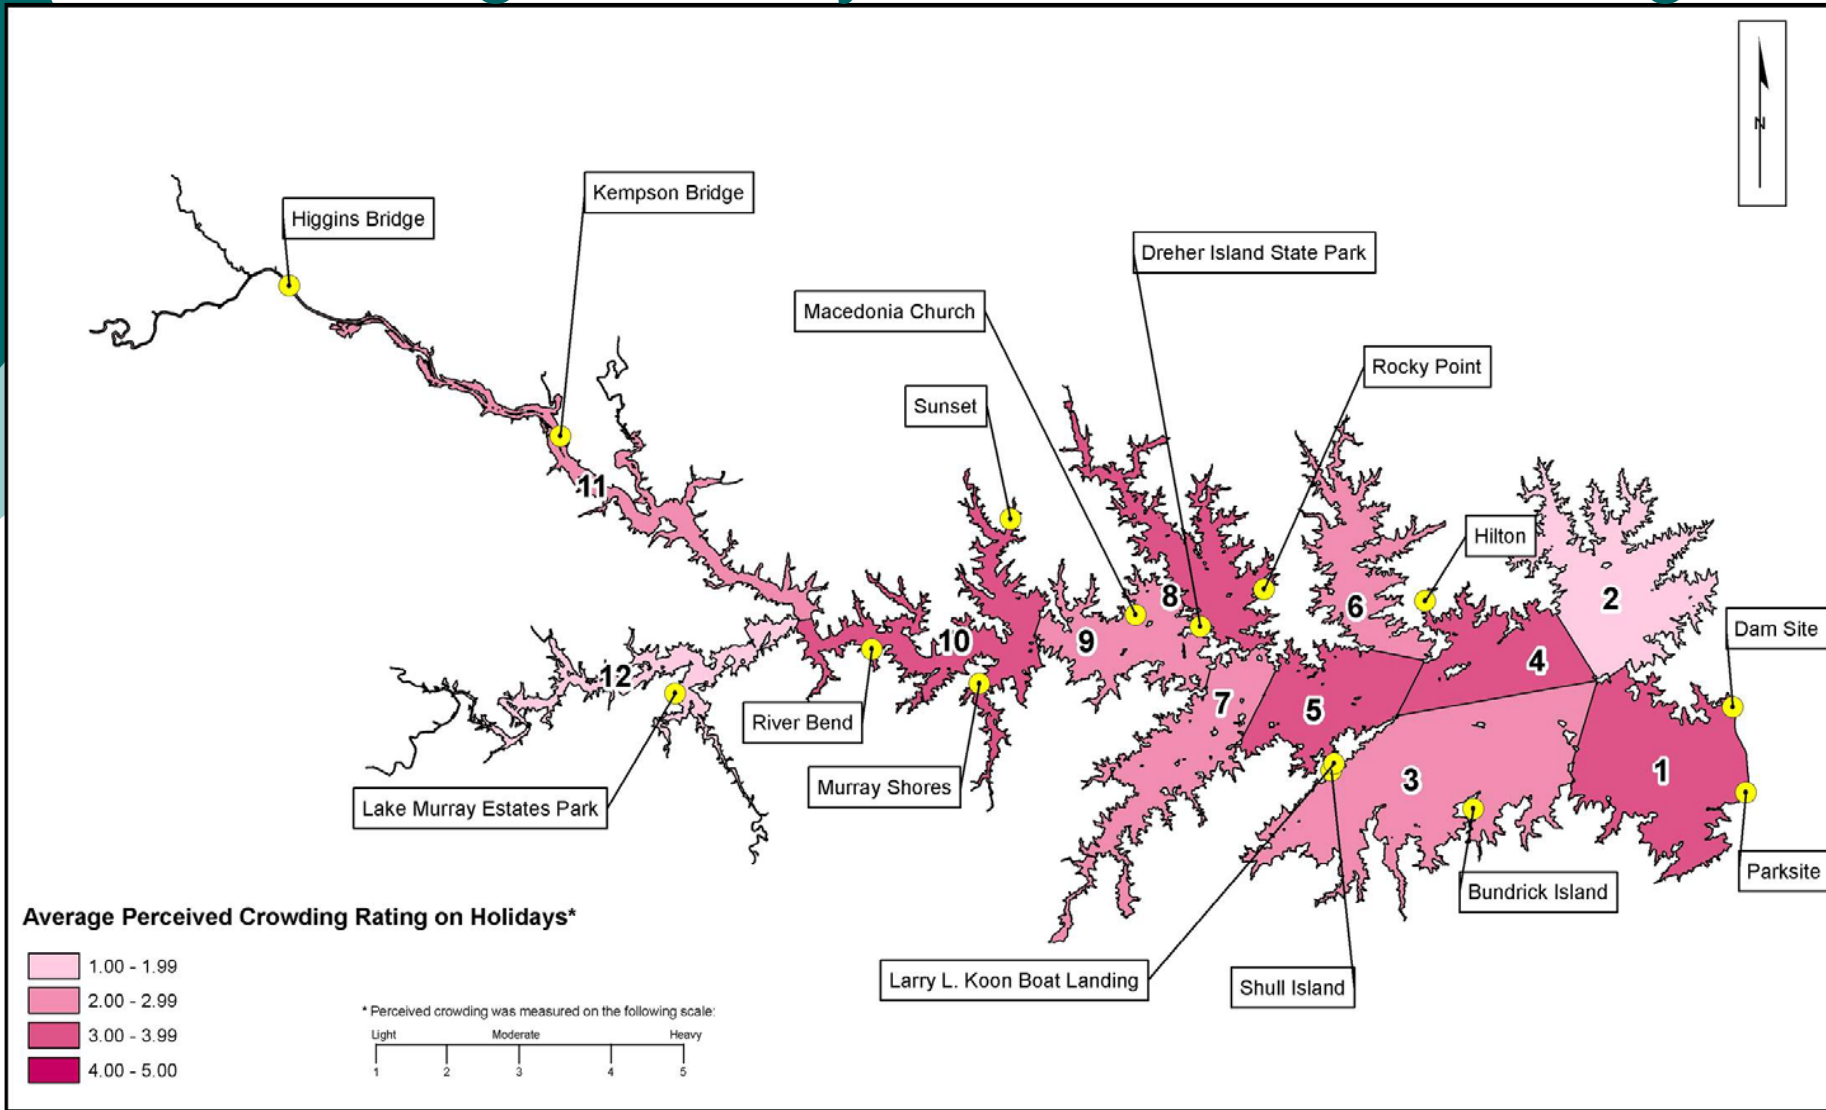 N
Higgins Bridge
Kempson Bridge
Dreher Island State Park
Macedonia Church
Rocky Point
Sunset
Hilton
Dam Site
11
8
6
2
10
9
4
12
7
5
3
1
River Bend
Murray Shores
Lake Murray Estates Park
Parksite
Bundrick Island
Larry L. Koon Boat Landing
Shull Island
Average Perceived Crowding Rating on Holidays*
1.00 - 1.99
2.00 - 2.99
3.00 - 3.99
4.00 - 5.00
* Perceived crowding was measured on the following scale:
Light Moderate Heavy
1 2 3 4 5